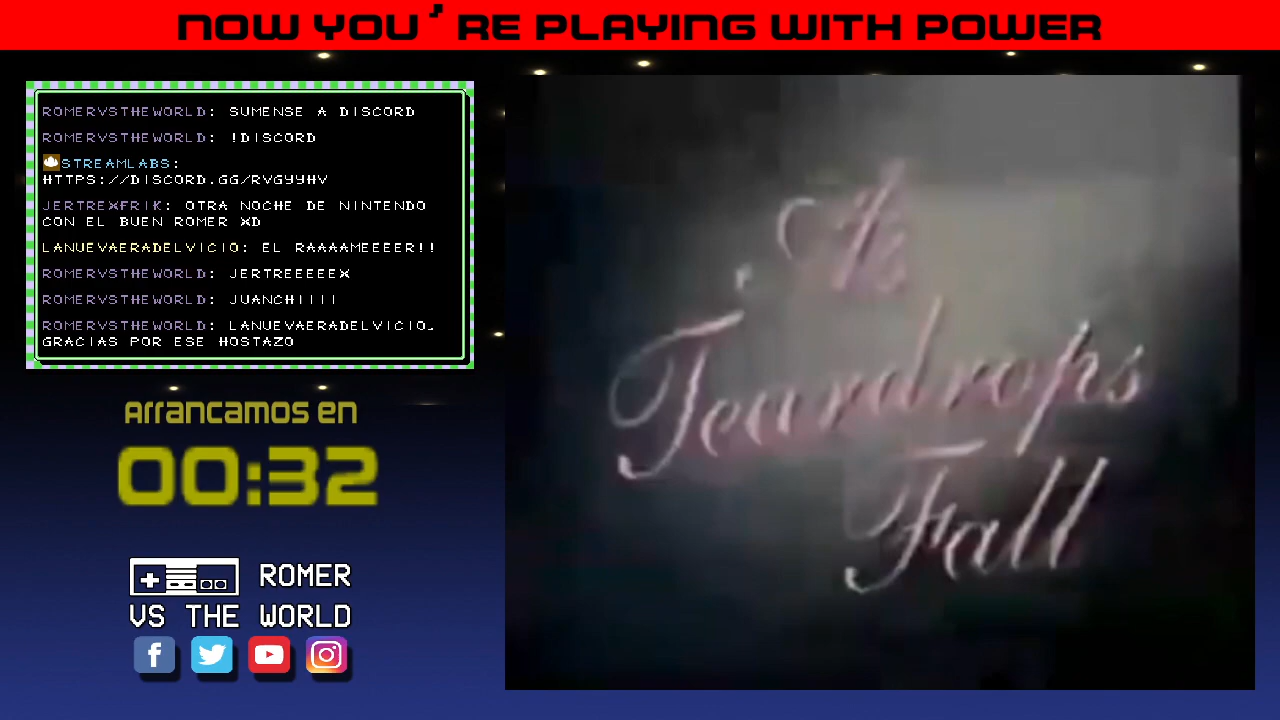 NOW YOU'RE PLAYING WITH POWER
ROMERVSTHEWORLD: SUMENSE A DISCORD
ROMERVSTHEWORLD: !DISCORD
STREAMLABS:
HTTPS://DISCORD.GG/RVGYYHV
JERTREXFRIK: OTRA NOCHE DE NINTENDO
CON EL BUEN ROMER XD
LANUEVAERADELVICIO: EL RAAAAMEEEER!!
ROMERVSTHEWORLD: JERTREEEEEX
ROMERVSTHEWORLD: JUANCHIIII
ROMERVSTHEWORLD: LANUEVAERADELVICIO_
GRACIAS POR ESE HOSTAZO
Arrancamos en
00:32
ROMER
VS THE WORLD
As
Teardrops
Fall